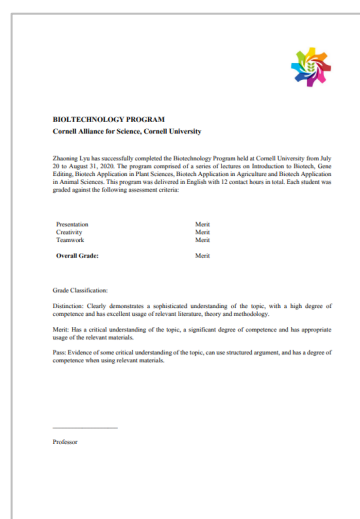 BIOLTECHNOLOGY PROGRAM
Cornell Alliance for Science, Cornell University
Zhaoning Lyu has successfully completed the Biotechnology Program held at Cornell University from July
20 to August 31, 2020. The program comprised of a series of lectures on Introduction to Biotech, Gene
Editing, Biotech Application in Plant Sciences, Biotech Application in Agriculture and Biotech Application
in Animal Sciences. This program was delivered in English with 12 contact hours in total. Each student was
graded against the following assessment criteria:
Presentation Merit
Creativity Merit
Teamwork Merit
Overall Grade: Merit
Grade Classification:
Distinction: Clearly demonstrates a sophisticated understanding of the topic, with a high degree of
competence and has excellent usage of relevant literature, theory and methodology.
Merit: Has a critical understanding of the topic, a significant degree of competence and has appropriate
usage of the relevant materials.
Pass: Evidence of some critical understanding of the topic, can use structured argument, and has a degree of
competence when using relevant materials.
Professor